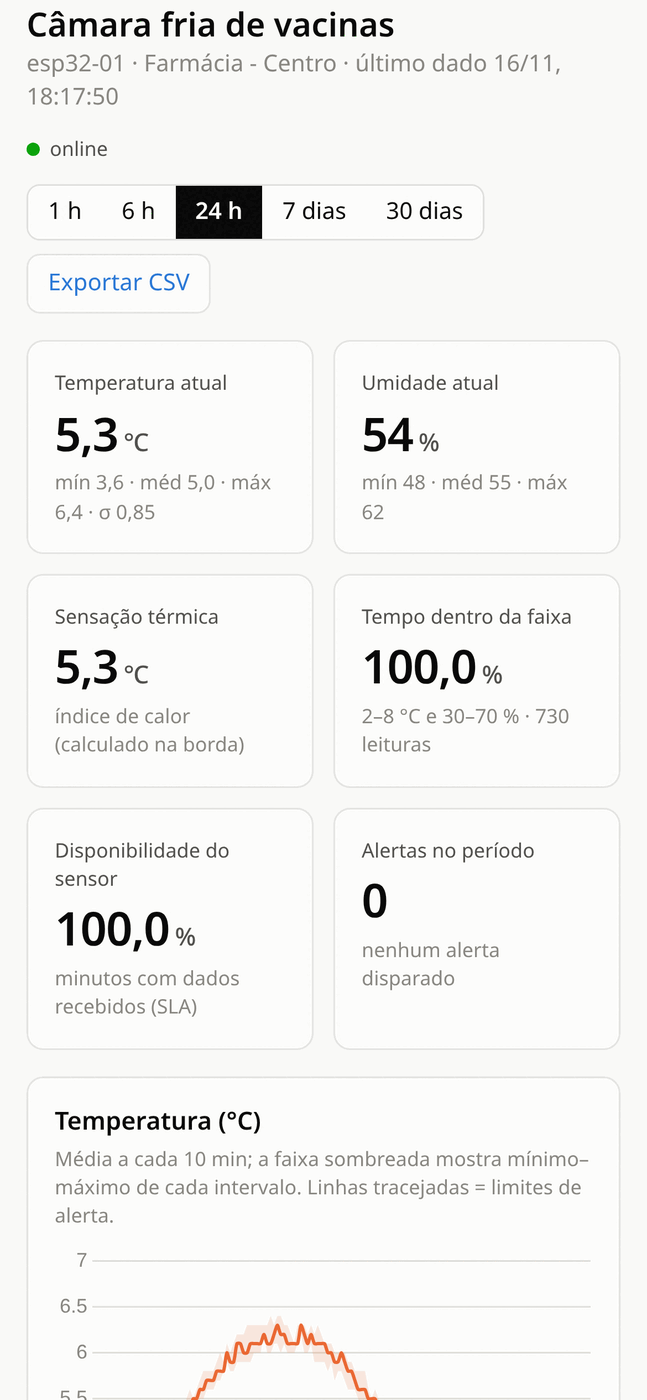 Câmara fria de vacinas
esp32-01 · Farmácia - Centro · último dado 16/11,
18:17:50
online
1 h 6 h 24 h 7 dias 30 dias
Exportar CSV
Temperatura atual
5,3 °C
mín 3,6 · méd 5,0 · máx
6,4 · σ 0,85
Umidade atual
54 %
mín 48 · méd 55 · máx
62
Sensação térmica
5,3 °C
índice de calor
(calculado na borda)
Tempo dentro da faixa
100,0 %
2–8 °C e 30–70 % · 730
leituras
Disponibilidade do
sensor
100,0 %
minutos com dados
recebidos (SLA)
Alertas no período
0
nenhum alerta
disparado
Temperatura (°C)
Média a cada 10 min; a faixa sombreada mostra mínimo–
máximo de cada intervalo. Linhas tracejadas = limites de
alerta.
7
6.5
6
5.5